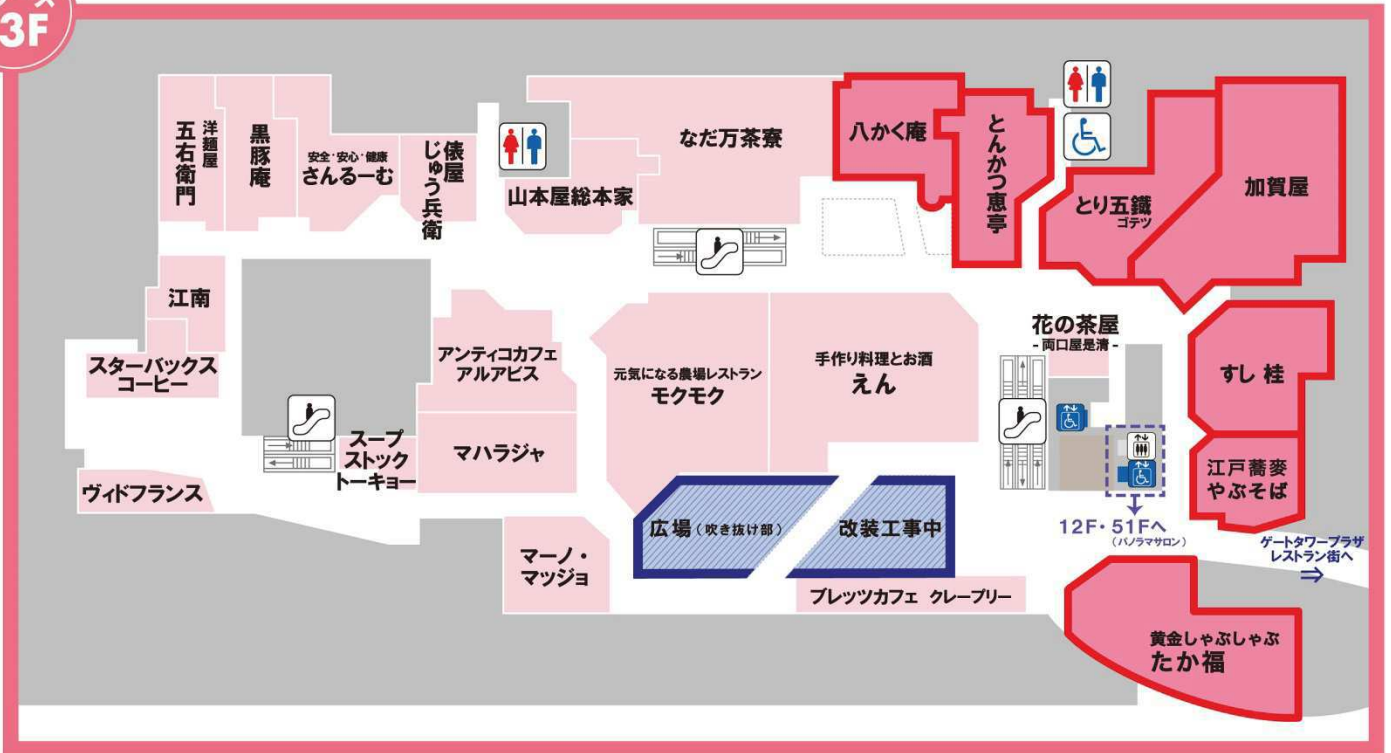 3F
洋麺屋
五右衛門
黒豚庵
安全・安心・健康
さんるーむ
俵屋
じゅう兵衛
山本屋総本家
なだ万茶寮
八かく庵
とんかつ恵亭
とり五鐵
ゴテツ
加賀屋
江南
スターバックス
コーヒー
アンティコカフェ
アルアビス
元気になる農場レストラン
モクモク
手作り料理とお酒
えん
花の茶屋
- 両口屋是清 -
すし 桂
スープ
ストック
トーキョー
マハラジャ
江戸蕎麦
やぶそば
ヴィドフランス
広場(吹き抜け部)
改装工事中
12F・51Fへ
(パノラマサロン)
ゲートタワープラザ
レストラン街へ
⇒
マーノ・
マッジョ
ブレッツカフェ クレープリー
黄金しゃぶしゃぶ
たか福